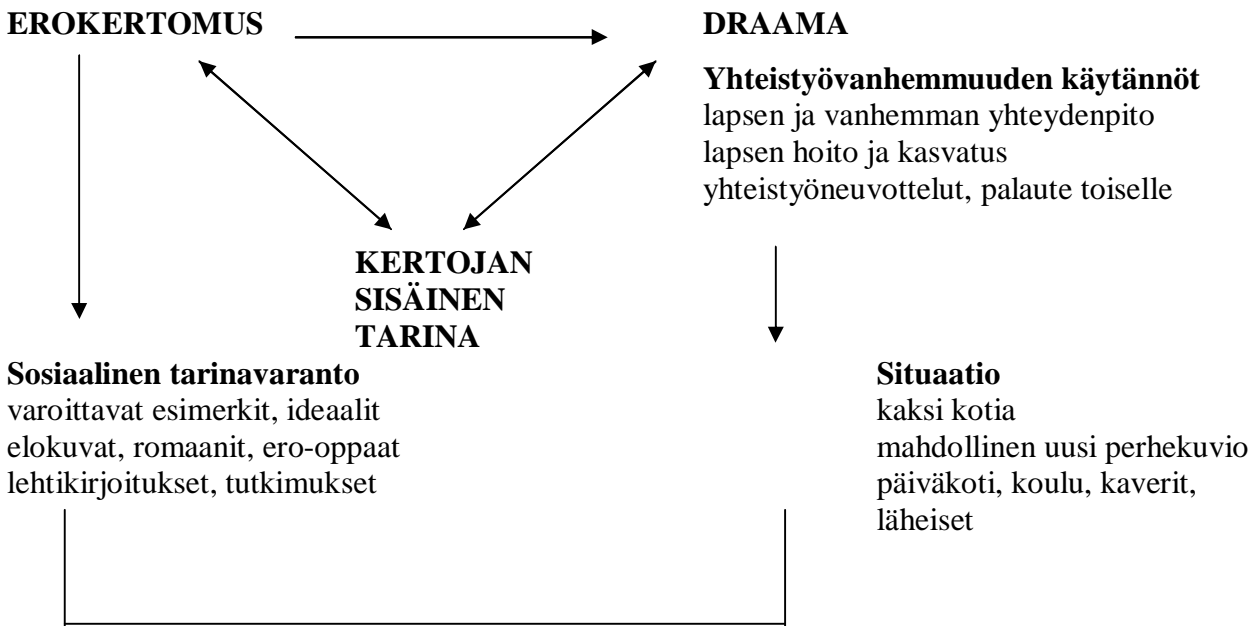 EROKERTOMUS
DRAAMA
Yhteistyövanhemmuuden käytännöt
lapsen ja vanhemman yhteydenpito
lapsen hoito ja kasvatus
yhteistyöneuvottelut, palaute toiselle
KERTOJAN
SISÄINEN
TARINA
Sosiaalinen tarinavaranto
varoittavat esimerkit, ideaalit
elokuvat, romaanit, ero-oppaat
lehtikirjoitukset, tutkimukset
Situaatio
kaksi kotia
mahdollinen uusi perhekuvio
päiväkoti, koulu, kaverit,
läheiset